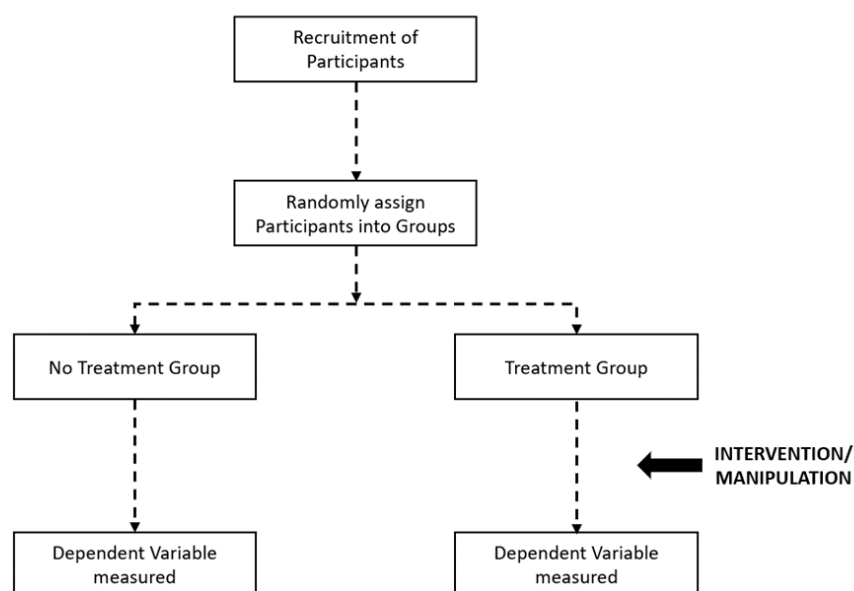 Recruitment of
Participants
Randomly assign
Participants into Groups
No Treatment Group
Treatment Group
INTERVENTION/
MANIPULATION
Dependent Variable
measured
Dependent Variable
measured